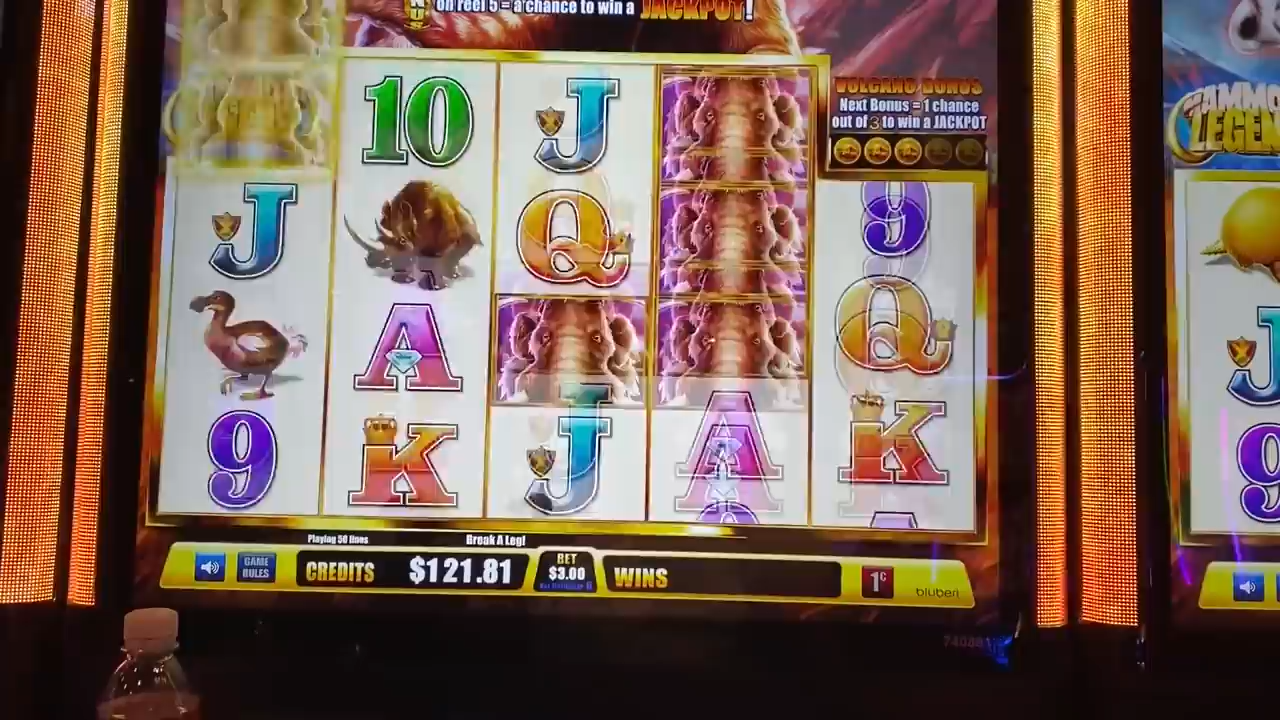 on reel 5 = a chance to win a JACKPOT!
VOLCANO BONUS
Next Bonus = 1 chance
out of 3 to win a JACKPOT
10
J
J
Q
9
Q
A
9
K
J
A
K
MAMMO
LEGEN
J
9
Playing 50 lines
Break A Leg!
GAME
RULES
CREDITS $121.81
BET
$3.00
WINS
1¢
bluberi